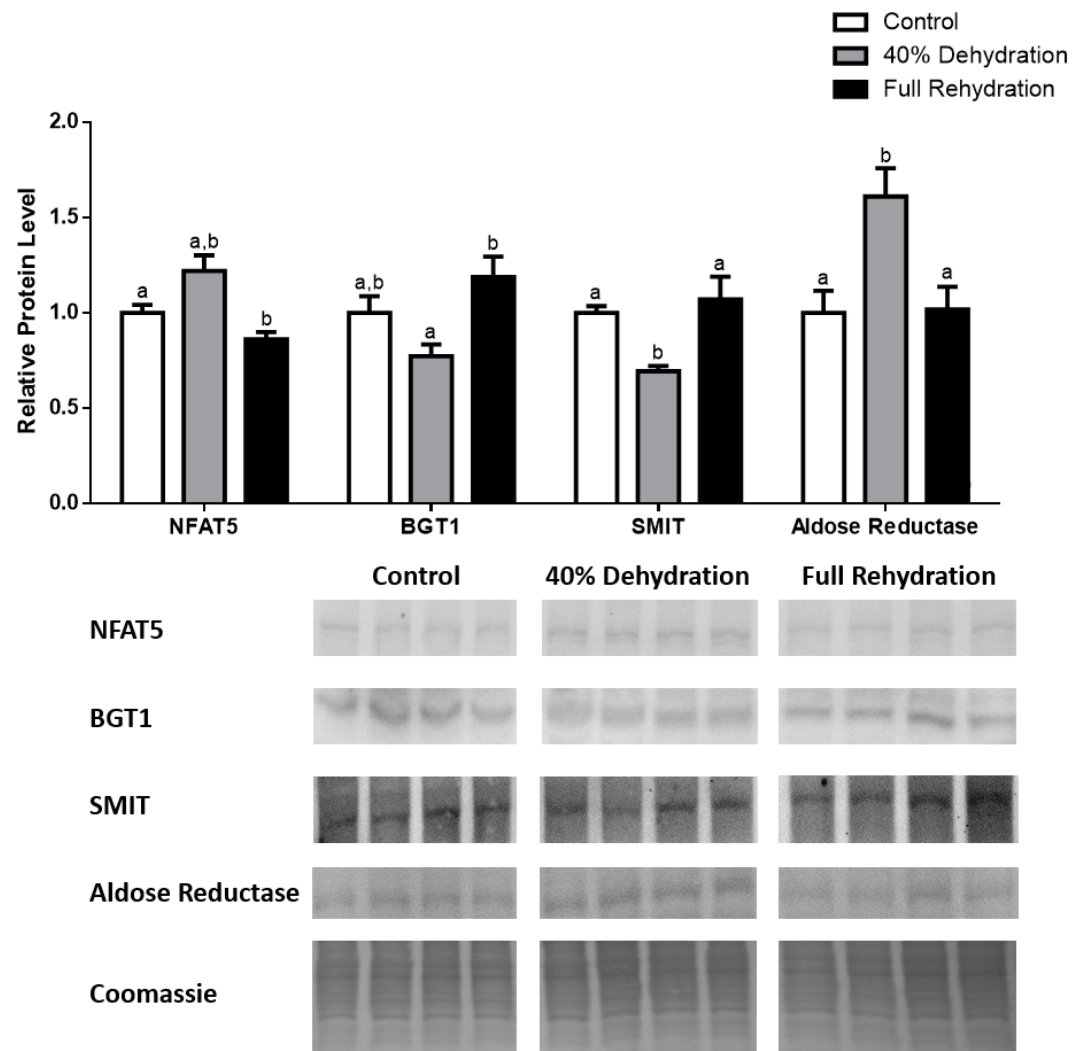 Control
40% Dehydration
Full Rehydration
2.0
1.5
1.0
0.5
0.0
Relative Protein Level
a
a,b
b
a,b
a
b
a
b
a
a
b
a
NFAT5 BGT1 SMIT Aldose Reductase
Control 40% Dehydration Full Rehydration
NFAT5
BGT1
SMIT
Aldose Reductase
Coomassie